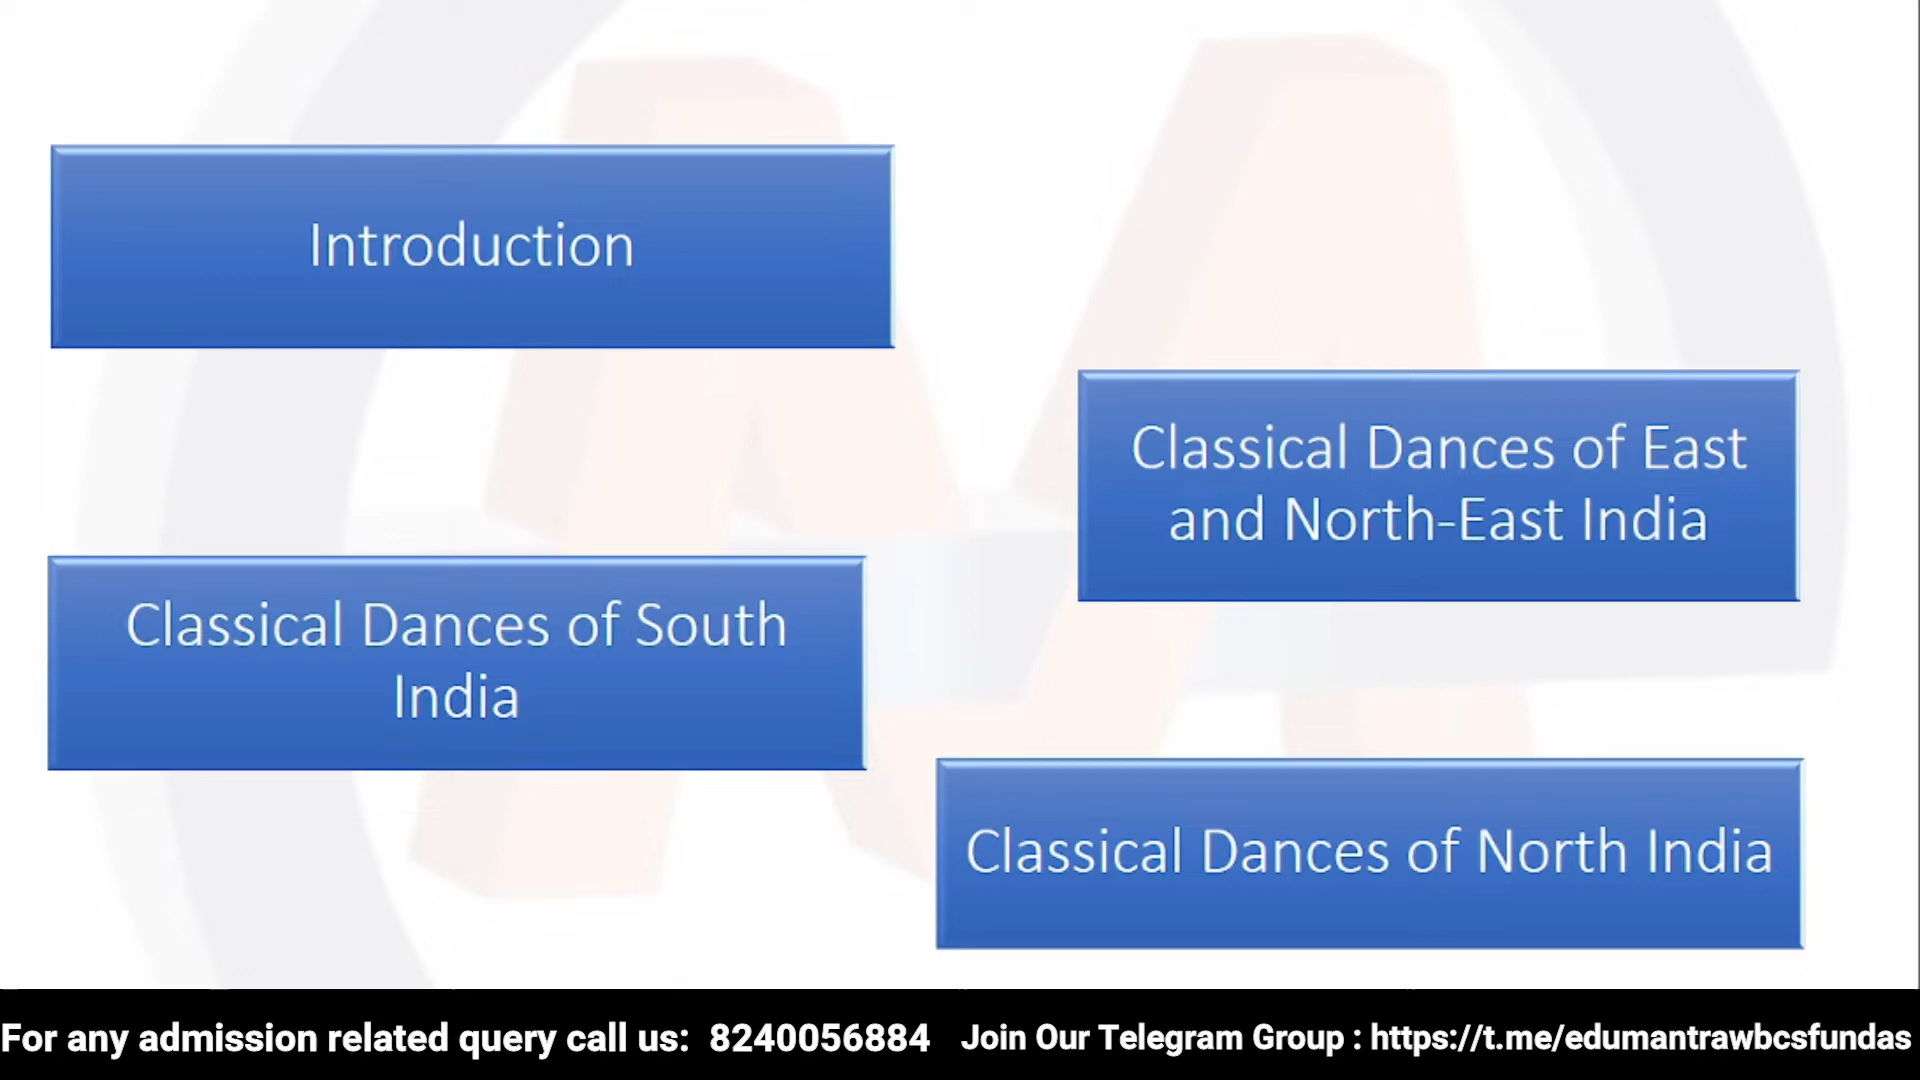 Introduction
Classical Dances of East
and North-East India
Classical Dances of South
India
Classical Dances of North India
For any admission related query call us: 8240056884 Join Our Telegram Group : https://t.me/edumantrawbcsfundas